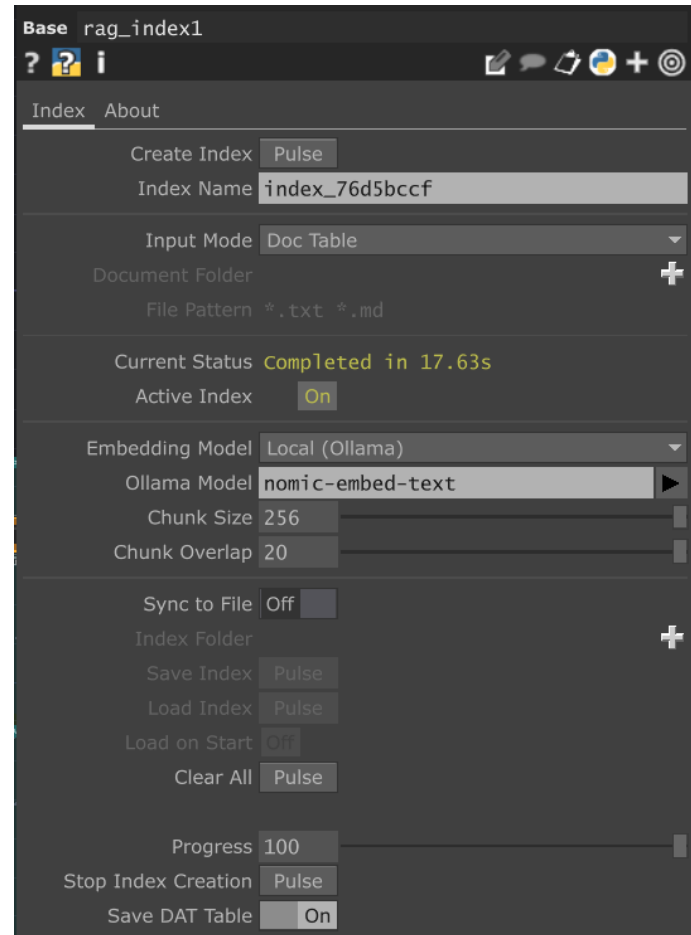 Base rag_index1
? ? i
Index About
Create Index Pulse
Index Name index_76d5bccf
Input Mode Doc Table
Document Folder
File Pattern *.txt *.md
Current Status Completed in 17.63s
Active Index On
Embedding Model Local (Ollama)
Ollama Model nomic-embed-text
Chunk Size 256
Chunk Overlap 20
Sync to File Off
Index Folder
Save Index Pulse
Load Index Pulse
Load on Start Off
Clear All Pulse
Progress 100
Stop Index Creation Pulse
Save DAT Table On